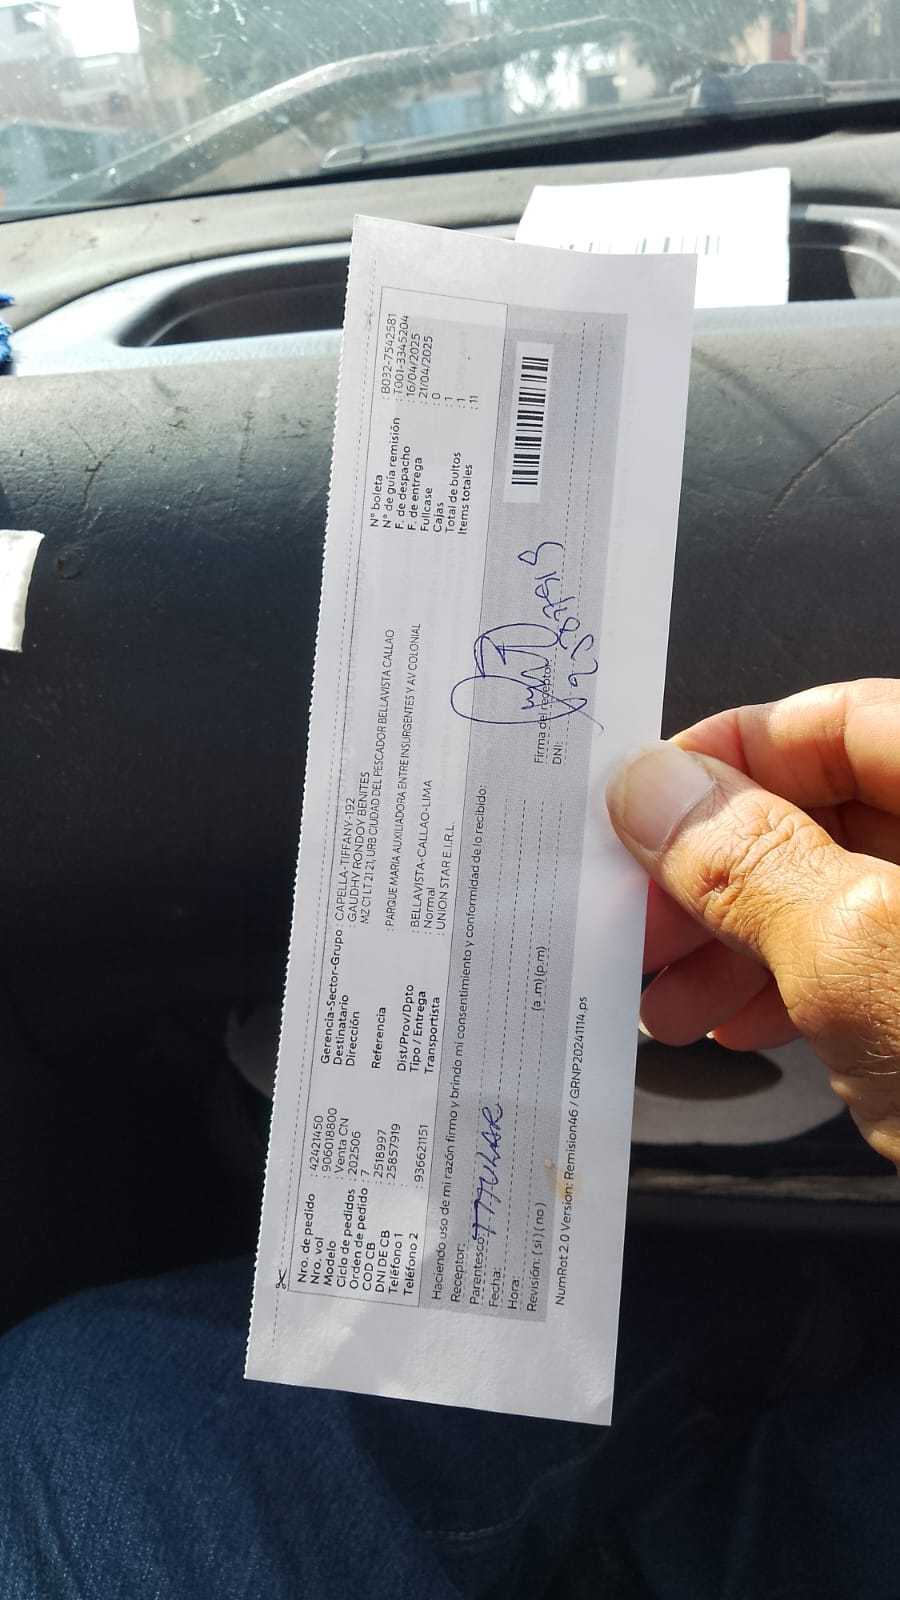 Nro. de pedido : 42421450
Nro. vol : 906018800
Modelo : Venta CN
Ciclo de pedidos : 202506
Orden de pedido : 7
COD CB : 2518997
DNI DE CB : 25857919
Teléfono 1
Teléfono 2 : 936621151
Gerencia-Sector-Grupo : CAPELLA-TIFFANY-192
Destinatario : GAUDHY RONDOY BENITES
Dirección MZ C1 LT 21 21, URB CIUDAD DEL PESCADOR BELLAVISTA CALLAO
Referencia : PARQUE MARIA AUXILIADORA ENTRE INSURGENTES Y AV COLONIAL
Dist/Prov/Dpto : BELLAVISTA-CALLAO-LIMA
Tipo / Entrega : Normal
Transportista : UNION STAR E.I.R.L.
N° boleta : B032-7542581
N° de guía remisión : T001-3345204
F. de despacho : 16/04/2025
F. de entrega : 21/04/2025
Fullcase : 0
Cajas : 1
Total de bultos : 1
Items totales : 11
Haciendo uso de mi razón firmo y brindo mi consentimiento y conformidad de lo recibido:
Receptor:
Parentesco: TITULAR
Fecha:
Hora: (a .m) (p.m)
Revisión: ( si ) ( no )
Firma del receptor
DNI:
NumRot 2.0 Version: Remision46 / GRNP20241114.ps